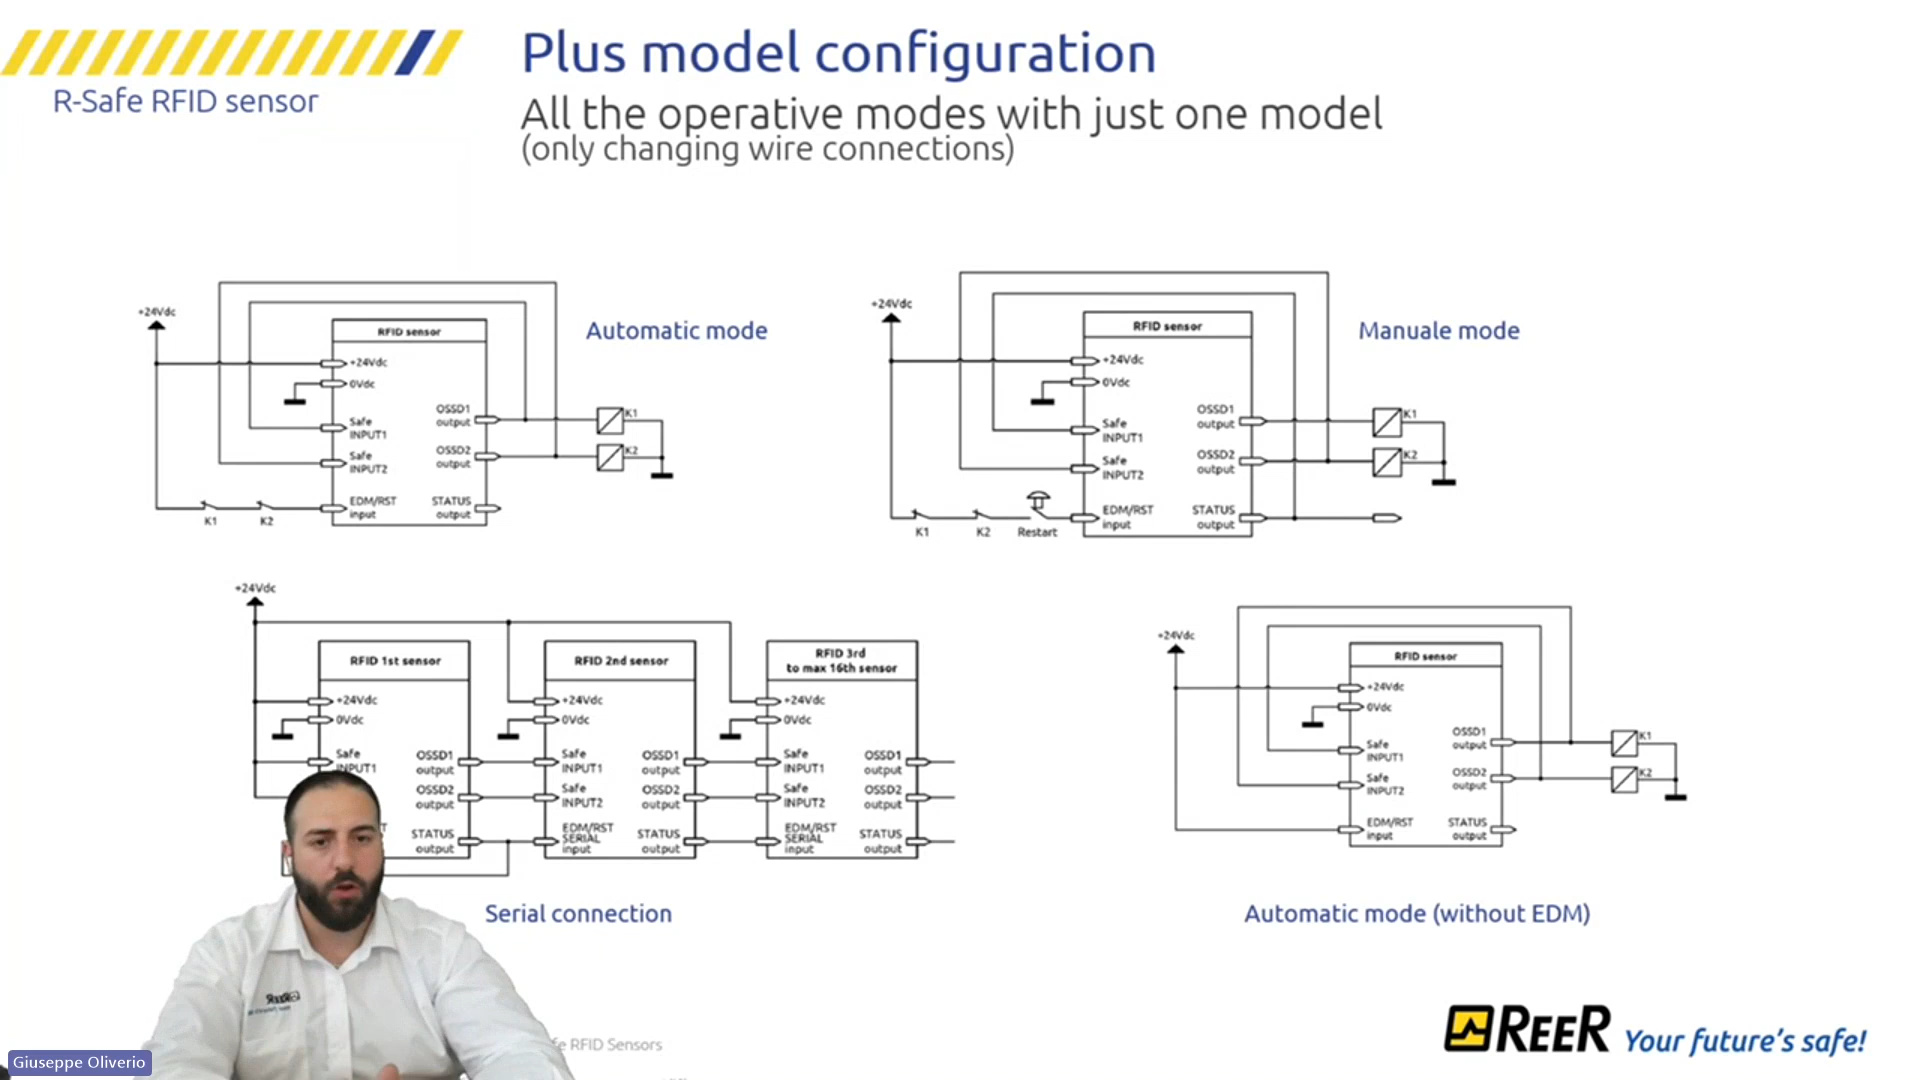 R-Safe RFID sensor
Plus model configuration
All the operative modes with just one model
(only changing wire connections)
+24Vdc
RFID sensor
Automatic mode
+24Vdc
0Vdc
Safe
INPUT1
Safe
INPUT2
EDM/RST
input
OSSD1
output
OSSD2
output
STATUS
output
K1
K2
K1
K2
+24Vdc
RFID sensor
Manuale mode
+24Vdc
0Vdc
Safe
INPUT1
Safe
INPUT2
EDM/RST
input
OSSD1
output
OSSD2
output
STATUS
output
K1
K2
K1
K2
Restart
+24Vdc
RFID 1st sensor
+24Vdc
0Vdc
Safe
INPUT1
OSSD1
output
OSSD2
output
STATUS
output
RFID 2nd sensor
+24Vdc
0Vdc
Safe
INPUT1
Safe
INPUT2
EDM/RST
SERIAL
input
OSSD1
output
OSSD2
output
STATUS
output
RFID 3rd
to max 16th sensor
+24Vdc
0Vdc
Safe
INPUT1
Safe
INPUT2
EDM/RST
SERIAL
input
OSSD1
output
OSSD2
output
STATUS
output
Serial connection
+24Vdc
RFID sensor
+24Vdc
0Vdc
Safe
INPUT1
Safe
INPUT2
EDM/RST
input
OSSD1
output
OSSD2
output
STATUS
output
K1
K2
Automatic mode (without EDM)
RFID Sensors
REER Your future's safe!
Giuseppe Oliverio